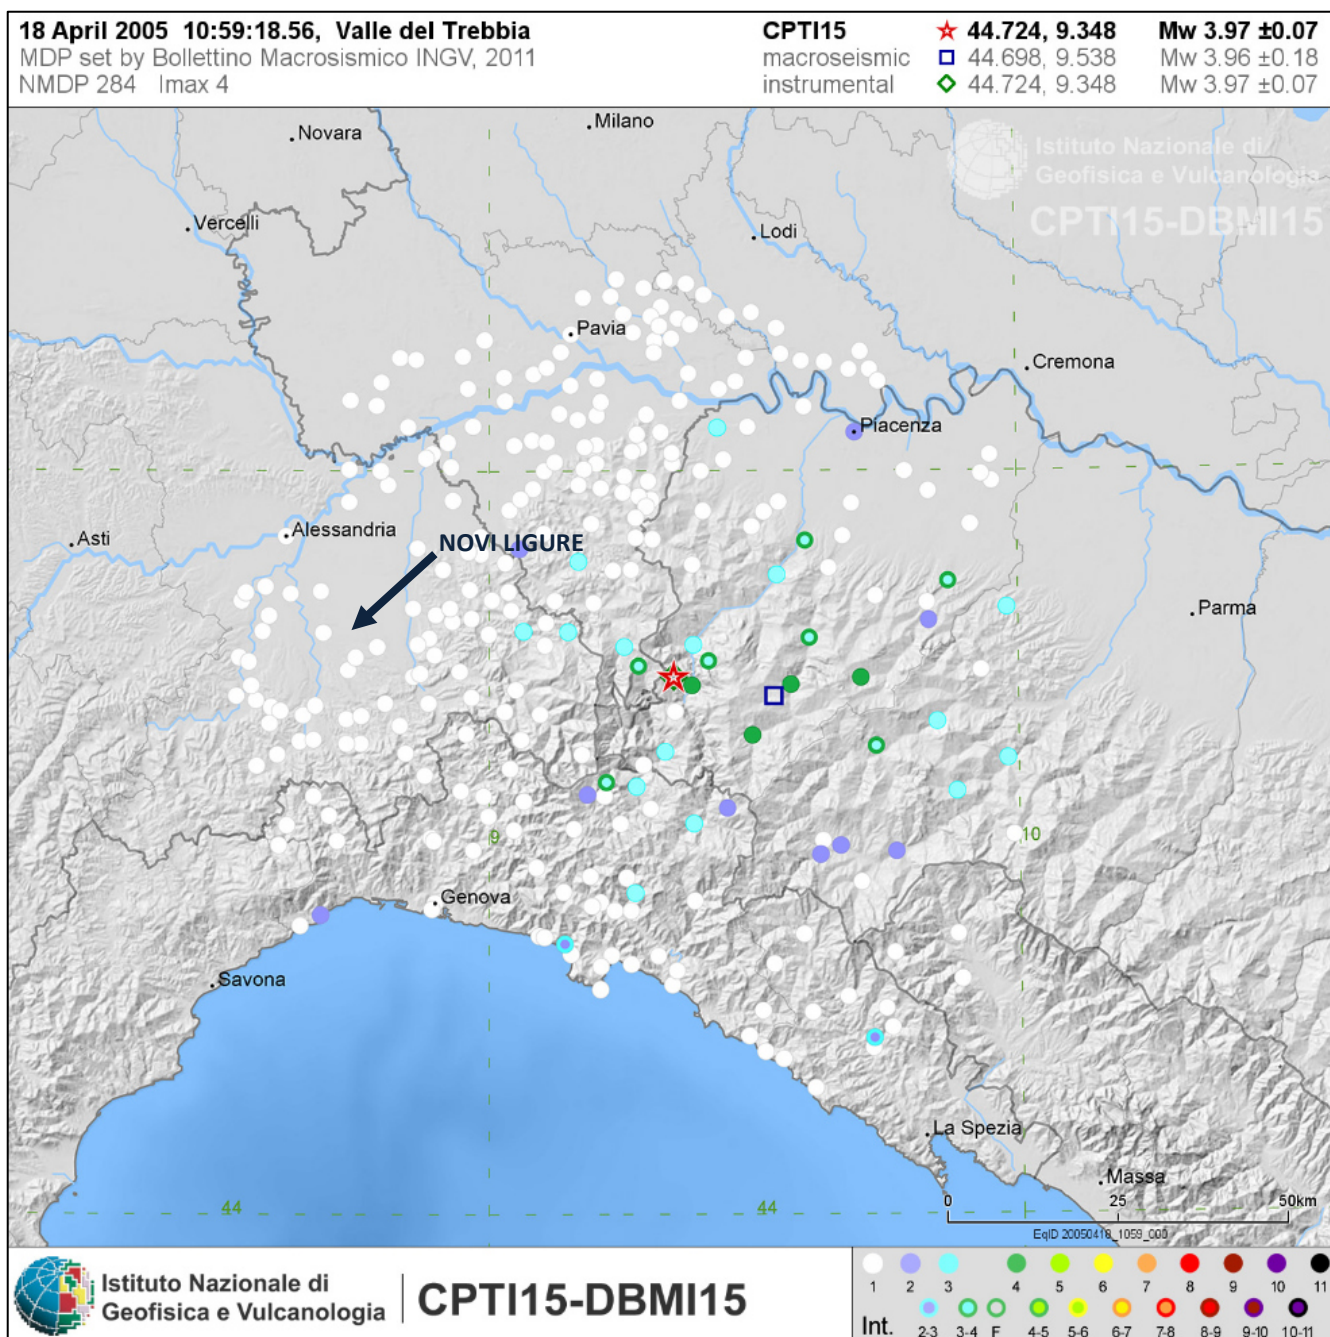 18 April 2005 10:59:18.56, Valle del Trebbia
MDP set by Bollettino Macrosismico INGV, 2011
NMDP 284 Imax 4
CPTI15 44.724, 9.348 Mw 3.97 ±0.07
macroseismic 44.698, 9.538 Mw 3.96 ±0.18
instrumental 44.724, 9.348 Mw 3.97 ±0.07
Milano
Novara
Istituto Nazionale di
Geofisica e Vulcanologia
CPTI15-DBMI15
Vercelli
Lodi
Pavia
Cremona
Piacenza
Alessandria
Asti
NOVI LIGURE
Parma
9
10
Genova
Savona
La Spezia
Massa
44
44
0 25 50km
EqID 20050418_1059_000
Istituto Nazionale di
Geofisica e Vulcanologia
CPTI15-DBMI15
1 2 3 4 5 6 7 8 9 10 11
Int. 2-3 3-4 F 4-5 5-6 6-7 7-8 8-9 9-10 10-11